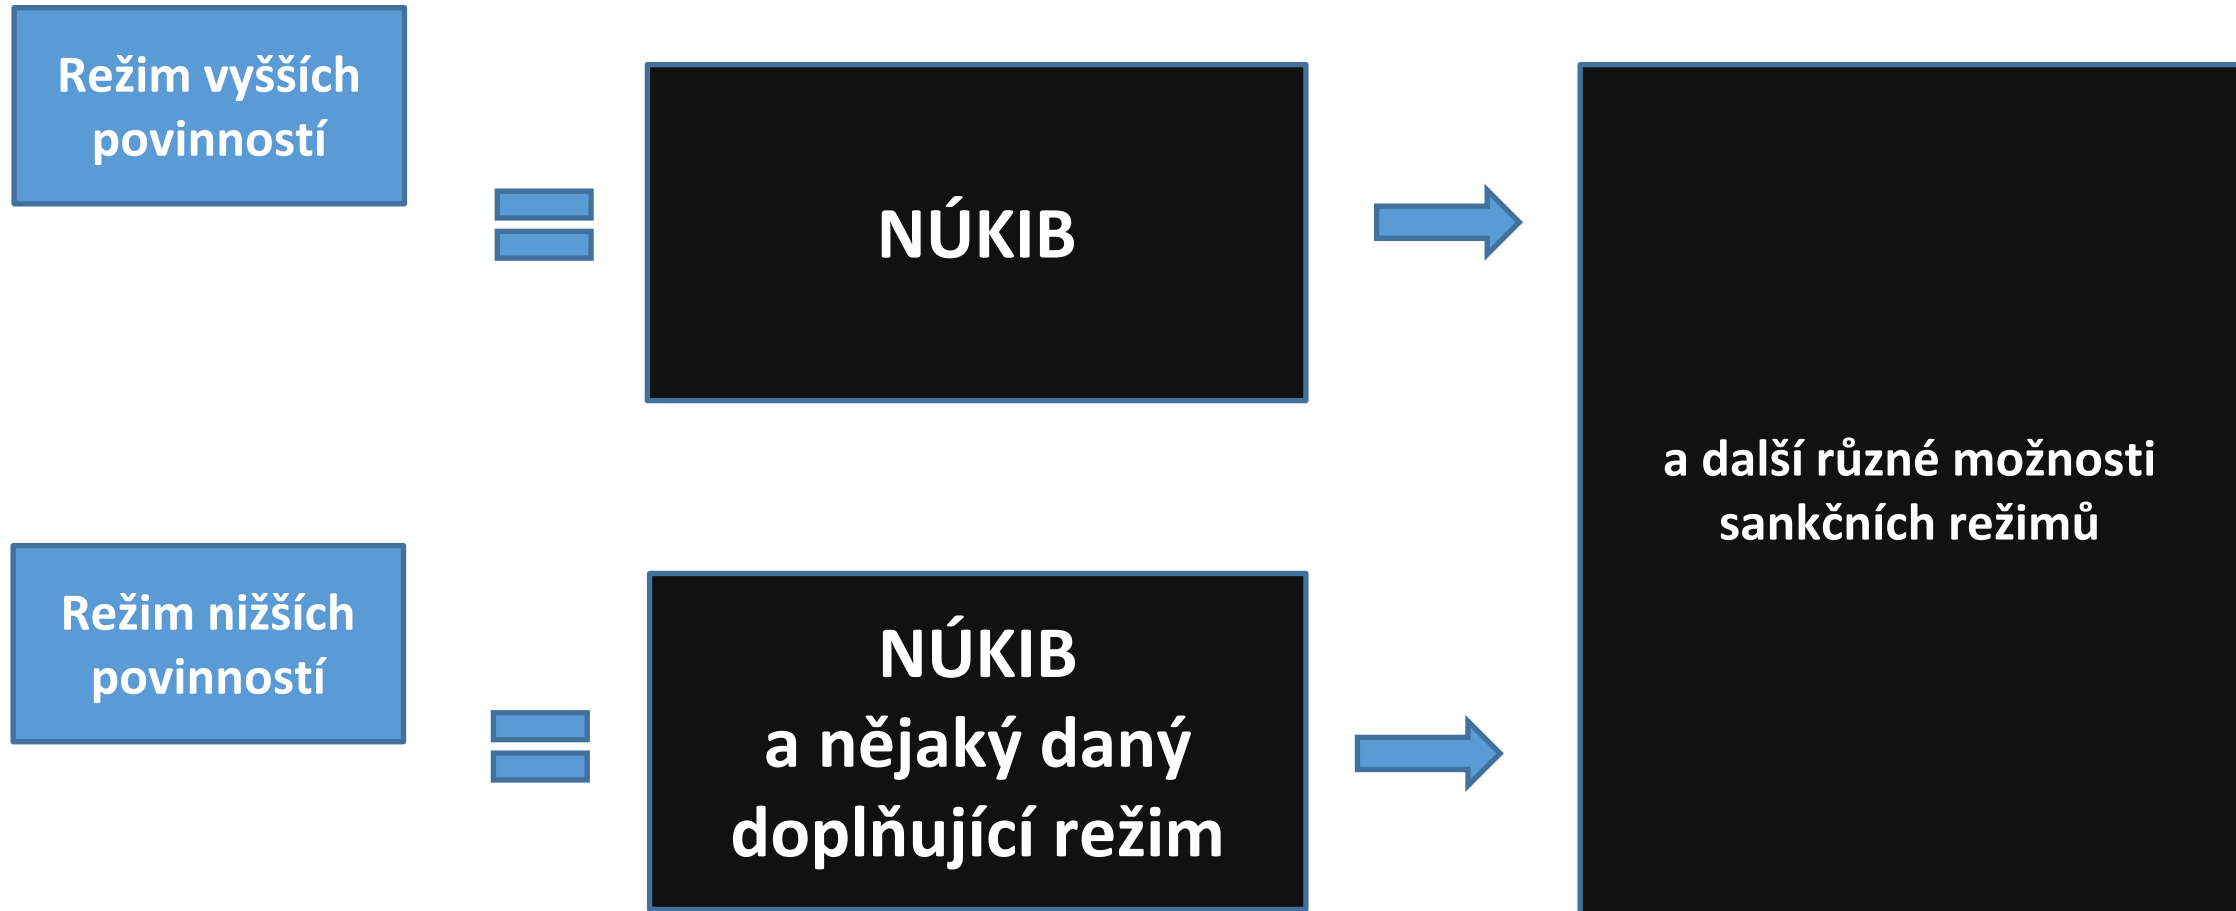 Režim vyšších
povinností
NÚKIB
a další různé možnosti
sankčních režimů
Režim nižších
povinností
NÚKIB
a nějaký daný
doplňující režim